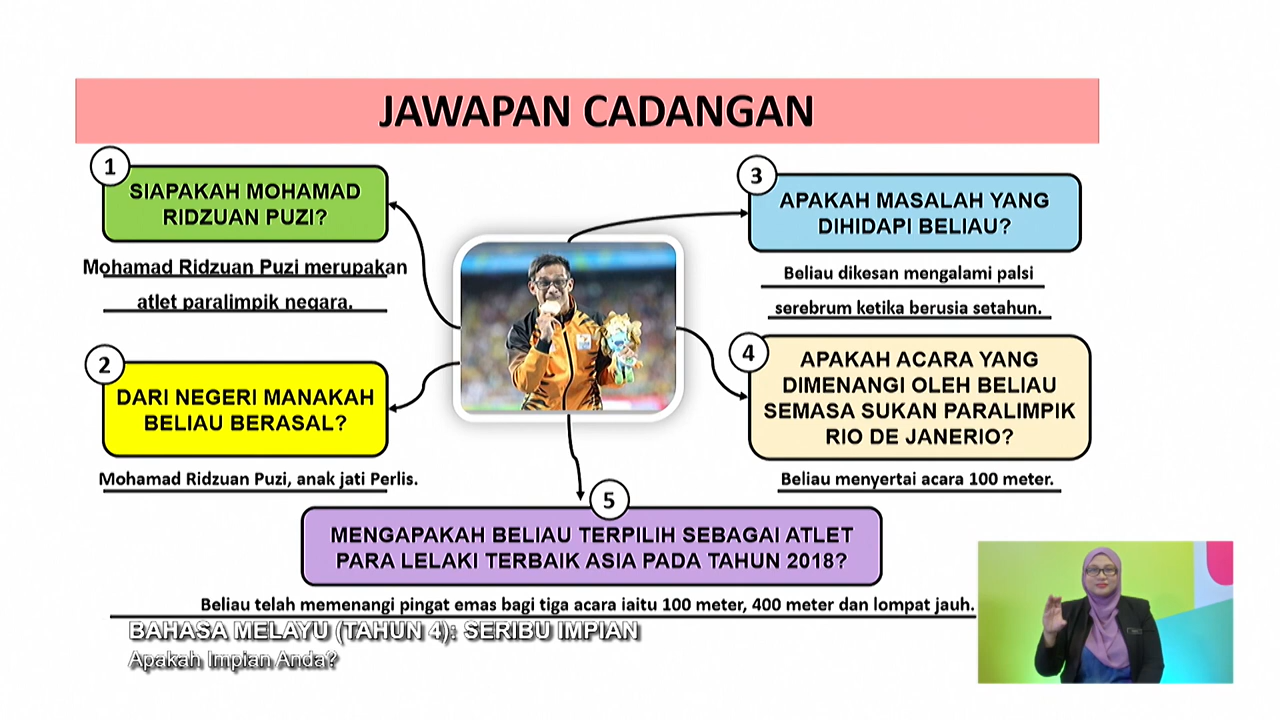 JAWAPAN CADANGAN
1
SIAPAKAH MOHAMAD
RIDZUAN PUZI?
Mohamad Ridzuan Puzi merupakan
atlet paralimpik negara.
2
DARI NEGERI MANAKAH
BELIAU BERASAL?
Mohamad Ridzuan Puzi, anak jati Perlis.
3
APAKAH MASALAH YANG
DIHIDAPI BELIAU?
Beliau dikesan mengalami palsi
serebrum ketika berusia setahun.
4
APAKAH ACARA YANG
DIMENANGI OLEH BELIAU
SEMASA SUKAN PARALIMPIK
RIO DE JANERIO?
Beliau menyertai acara 100 meter.
5
MENGAPAKAH BELIAU TERPILIH SEBAGAI ATLET
PARA LELAKI TERBAIK ASIA PADA TAHUN 2018?
Beliau telah memenangi pingat emas bagi tiga acara iaitu 100 meter, 400 meter dan lompat jauh.
BAHASA MELAYU (TAHUN 4): SERIBU IMPIAN
Apakah Impian Anda?